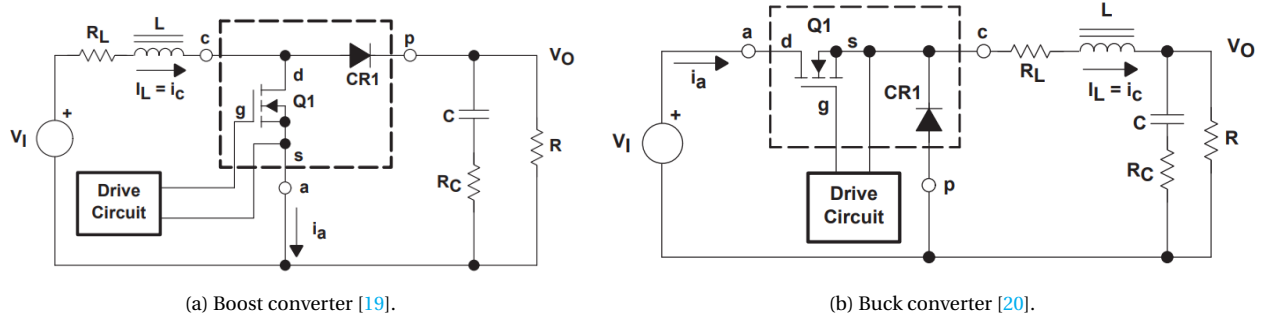 RL
L
c
p
VO
IL = ic
d
CR1
g
Q1
C
VI
+
R
s
RC
Drive
Circuit
a
ia
(a) Boost converter [19].
Q1
L
a
d
s
c
VO
ia
RL
IL = ic
g
CR1
C
VI
+
R
p
RC
Drive
Circuit
(b) Buck converter [20].